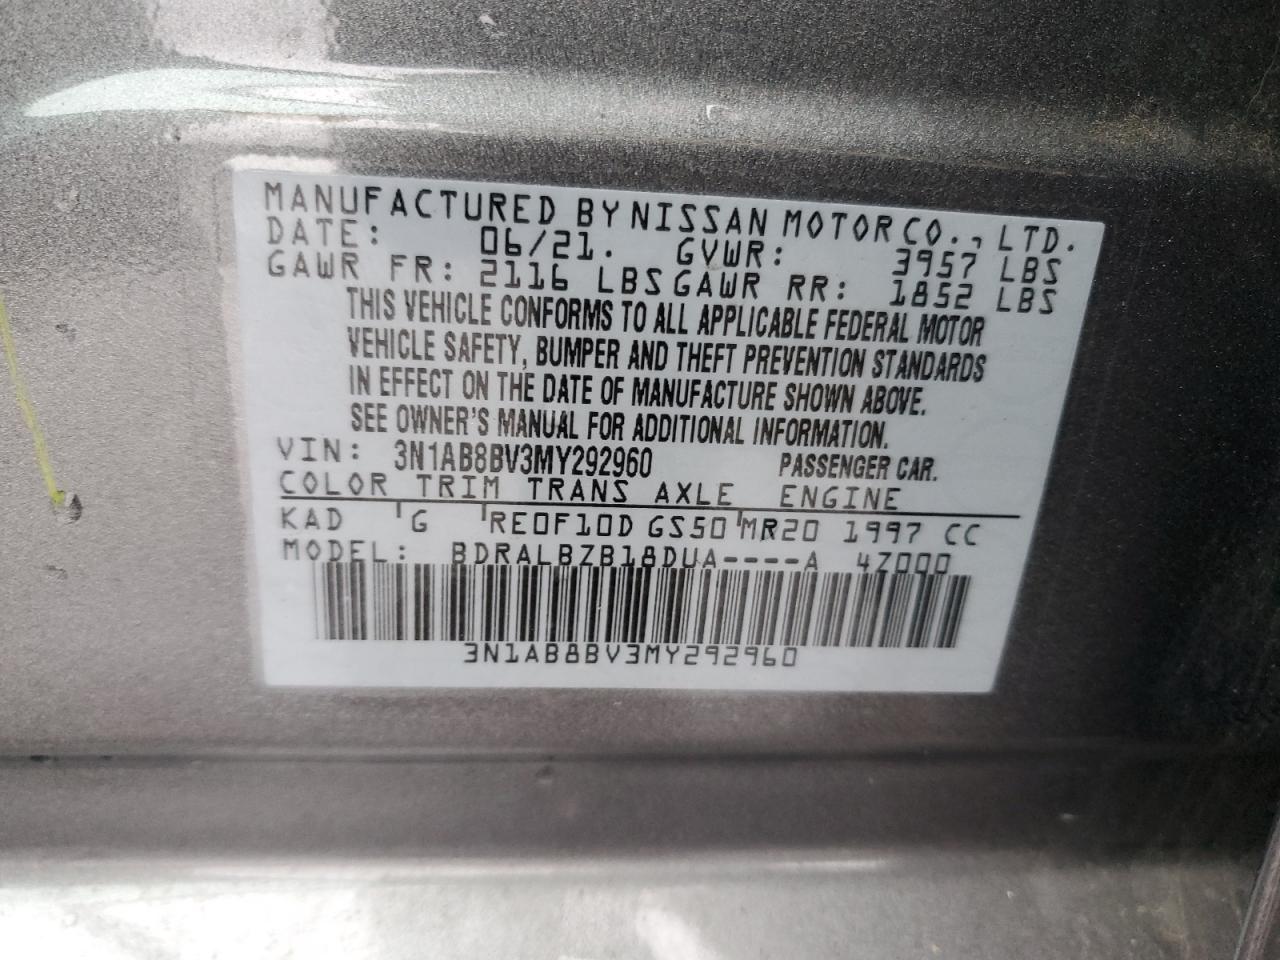 MANUFACTURED BY NISSAN MOTOR CO., LTD.
DATE: 06/21. GVWR: 3957 LBS
GAWR FR: 2116 LBS GAWR RR: 1852 LBS
THIS VEHICLE CONFORMS TO ALL APPLICABLE FEDERAL MOTOR
VEHICLE SAFETY, BUMPER AND THEFT PREVENTION STANDARDS
IN EFFECT ON THE DATE OF MANUFACTURE SHOWN ABOVE.
SEE OWNER'S MANUAL FOR ADDITIONAL INFORMATION.
VIN: 3N1AB8BV3MY292960 PASSENGER CAR.
COLOR TRIM TRANS AXLE ENGINE
KAD G RE0F10D GS50 MR20 1997 CC
MODEL: BDRALBZB18DUA----A 4Z000
3N1AB8BV3MY292960